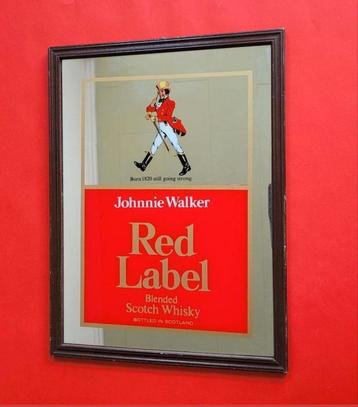 Born 1820 still going strong
Johnnie Walker
Red
Label
Blended
Scotch Whisky
BOTTLED IN SCOTLAND